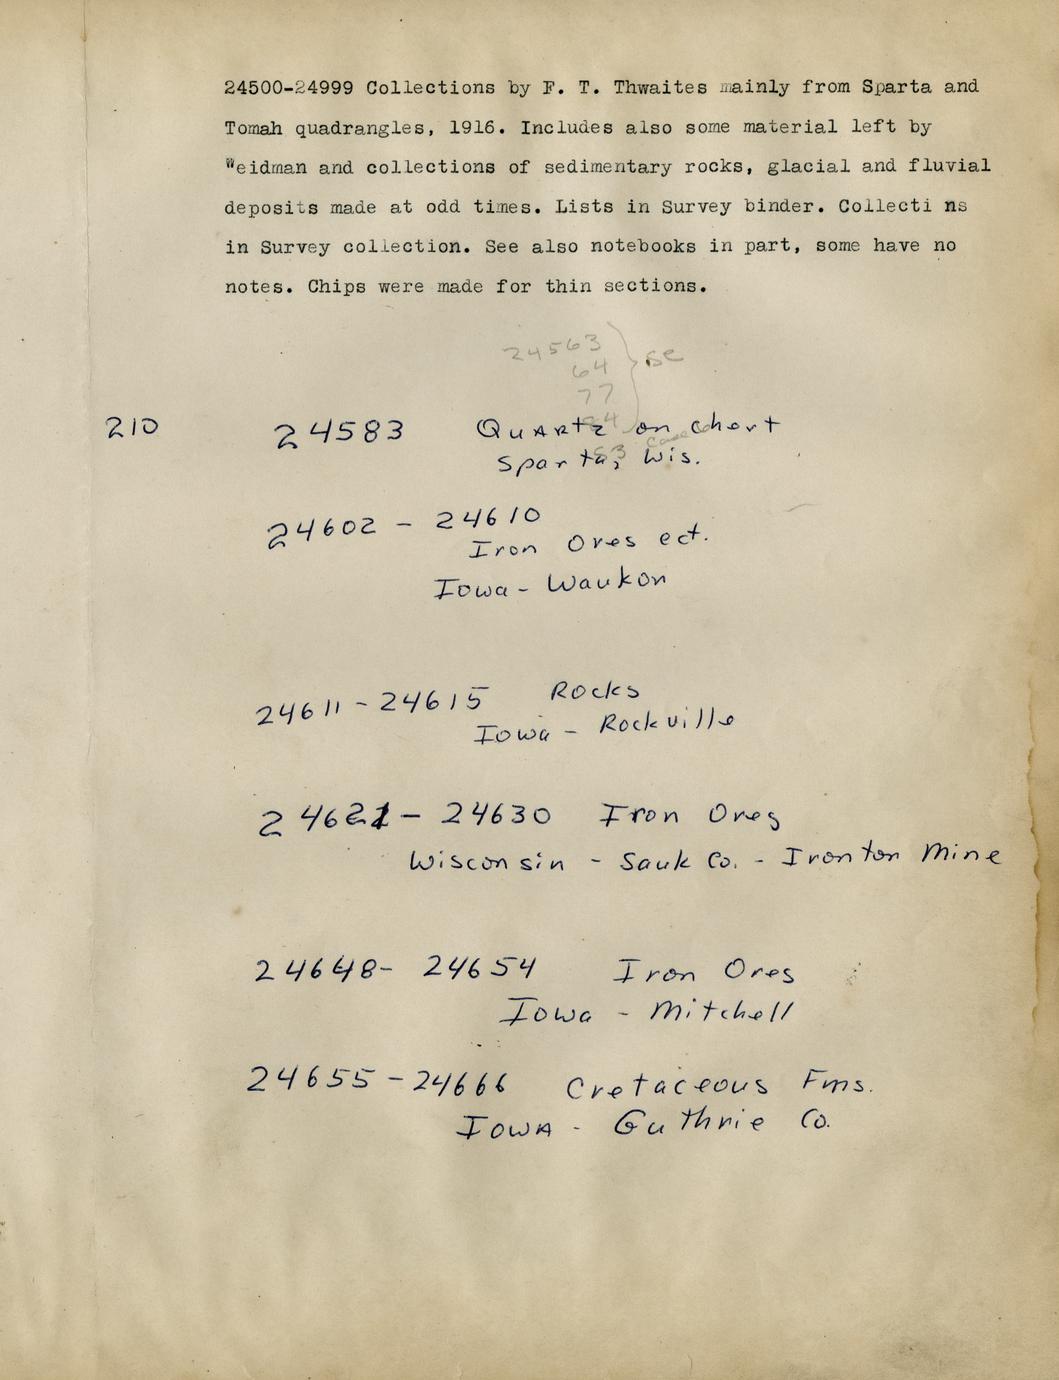 24500-24999 Collections by F. T. Thwaites mainly from Sparta and
Tomah quadrangles, 1916. Includes also some material left by
Weidman and collections of sedimentary rocks, glacial and fluvial
deposits made at odd times. Lists in Survey binder. Collecti ns
in Survey collection. See also notebooks in part, some have no
notes. Chips were made for thin sections.
24563
64
77
84
83
210 24583 Quartz on chert
Sparta, Wis.
24602 - 24610
Iron Ores ect.
Iowa - Waukon
24611 - 24615 Rocks
Iowa - Rockville
24621 - 24630 Iron Ores
Wisconsin - Sauk Co. - Ironton Mine
24648- 24654 Iron Ores
Iowa - Mitchell
24655 - 24666 Cretaceous Fms.
Iowa - Guthrie Co.